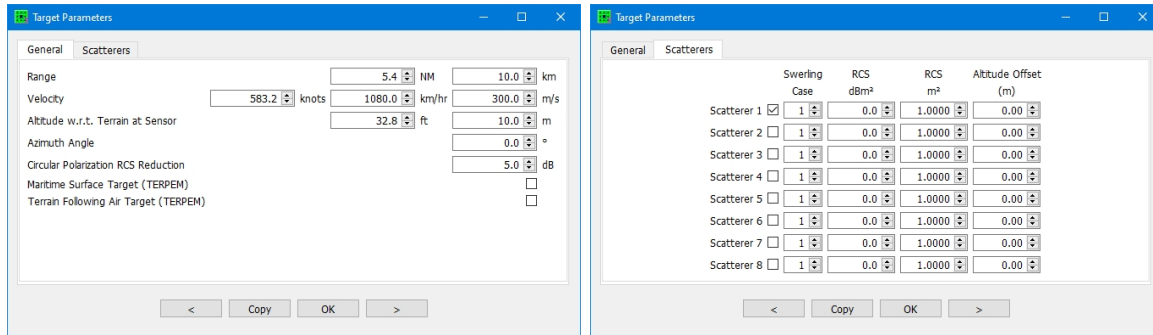 Target Parameters
General Scatterers
Range 5.4 NM 10.0 km
Velocity 583.2 knots 1080.0 km/hr 300.0 m/s
Altitude w.r.t. Terrain at Sensor 32.8 ft 10.0 m
Azimuth Angle 0.0 °
Circular Polarization RCS Reduction 5.0 dB
Maritime Surface Target (TERPEM)
Terrain Following Air Target (TERPEM)
< Copy OK >
Target Parameters
General Scatterers
Swerling RCS RCS Altitude Offset
Case dBm² m² (m)
Scatterer 1 1 0.0 1.0000 0.00
Scatterer 2 1 0.0 1.0000 0.00
Scatterer 3 1 0.0 1.0000 0.00
Scatterer 4 1 0.0 1.0000 0.00
Scatterer 5 1 0.0 1.0000 0.00
Scatterer 6 1 0.0 1.0000 0.00
Scatterer 7 1 0.0 1.0000 0.00
Scatterer 8 1 0.0 1.0000 0.00
< Copy OK >